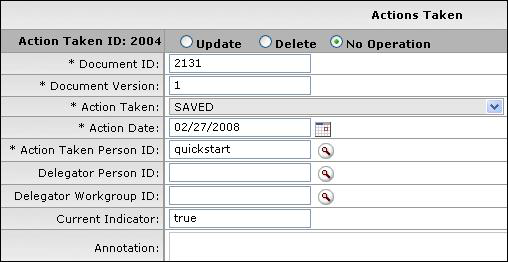 Actions Taken
Action Taken ID: 2004 Update Delete No Operation
* Document ID: 2131
* Document Version: 1
* Action Taken: SAVED
* Action Date: 02/27/2008
* Action Taken Person ID: quickstart
Delegator Person ID:
Delegator Workgroup ID:
Current Indicator: true
Annotation: